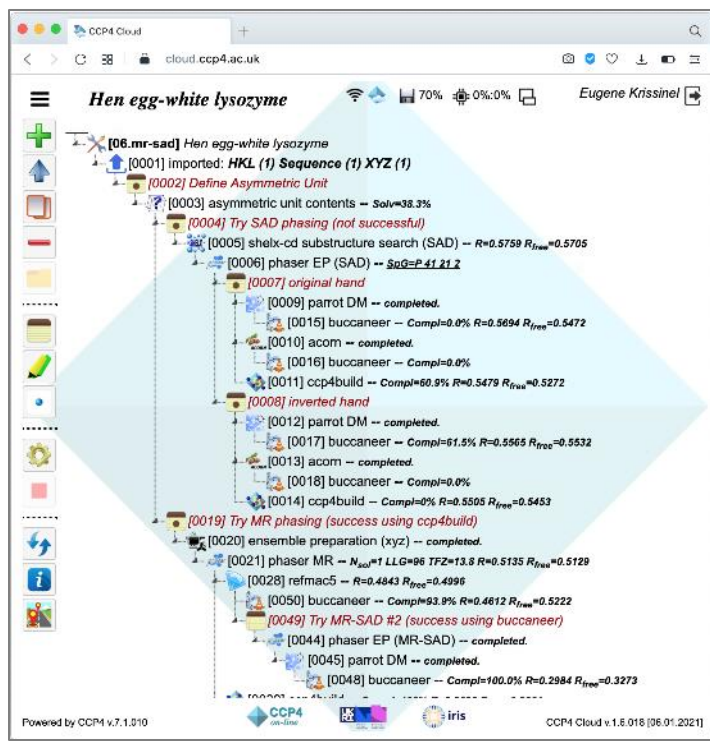 CCP4 Cloud
cloud.ccp4.ac.uk
Hen egg-white lysozyme 70% 0%:0% Eugene Krissinel
[06.mr-sad] Hen egg-white lysozyme
[0001] imported: HKL (1) Sequence (1) XYZ (1)
[0002] Define Asymmetric Unit
[0003] asymmetric unit contents -- Solv=38.3%
[0004] Try SAD phasing (not successful)
[0005] shelx-cd substructure search (SAD) -- R=0.5759 Rfree=0.5705
[0006] phaser EP (SAD) -- SpG=P 41 21 2
[0007] original hand
[0009] parrot DM -- completed.
[0015] buccaneer -- Compl=0.0% R=0.5694 Rfree=0.5472
[0010] acorn -- completed.
[0016] buccaneer -- Compl=0.0%
[0011] ccp4build -- Compl=60.9% R=0.5479 Rfree=0.5272
[0008] inverted hand
[0012] parrot DM -- completed.
[0017] buccaneer -- Compl=61.5% R=0.5565 Rfree=0.5532
[0013] acorn -- completed.
[0018] buccaneer -- Compl=0.0%
[0014] ccp4build -- Compl=0% R=0.5505 Rfree=0.5453
[0019] Try MR phasing (success using ccp4build)
[0020] ensemble preparation (xyz) -- completed.
[0021] phaser MR -- Nsol=1 LLG=96 TFZ=13.8 R=0.5135 Rfree=0.5129
[0028] refmac5 -- R=0.4843 Rfree=0.4996
[0050] buccaneer -- Compl=93.9% R=0.4612 Rfree=0.5222
[0049] Try MR-SAD #2 (success using buccaneer)
[0044] phaser EP (MR-SAD) -- completed.
[0045] parrot DM -- completed.
[0048] buccaneer -- Compl=100.0% R=0.2984 Rfree=0.3273
Powered by CCP4 v.7.1.010 CCP4 on-line iris CCP4 Cloud v.1.6.018 [06.01.2021]